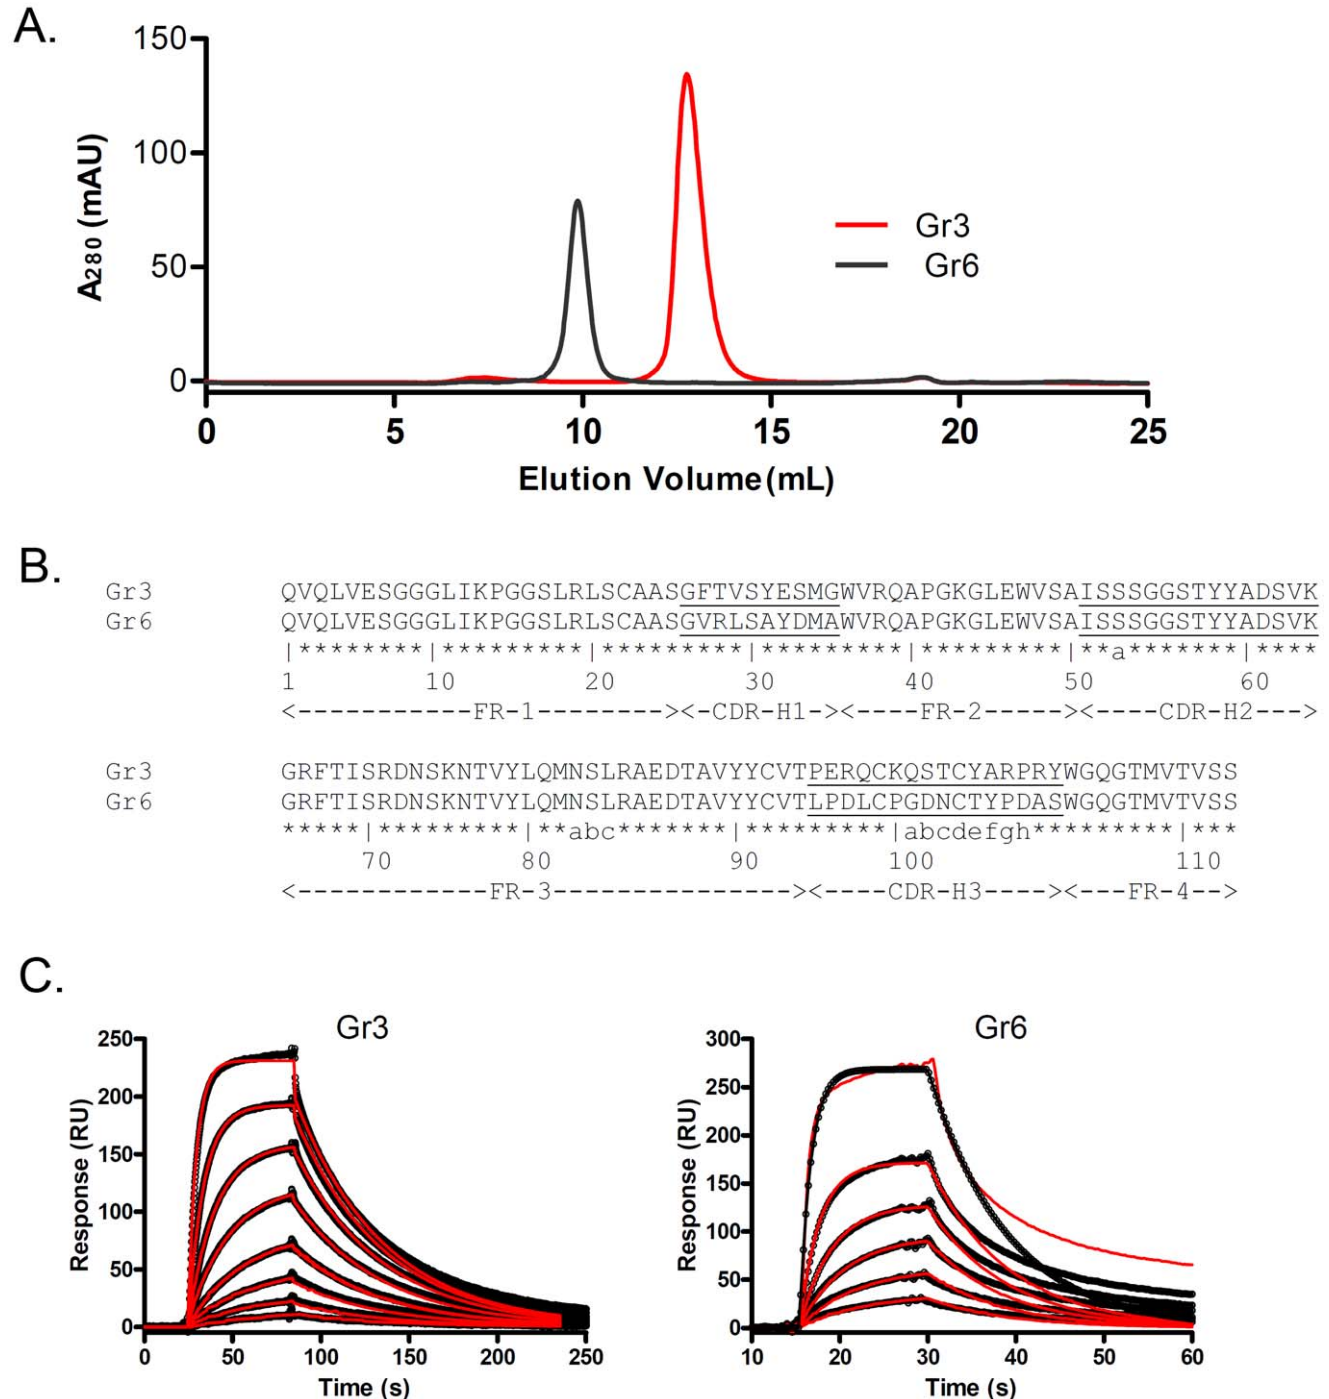 A.
150
100
50
0
A280 (mAU)
Gr3
Gr6
0 5 10 15 20 25
Elution Volume (mL)
B.
Gr3 QVQLVESGGGLIKPGGSLRLSCAASGFTVSYESMGWVRQAPGKGLEWVSAISSSGGSTYYADSVK
Gr6 QVQLVESGGGLIKPGGSLRLSCAASGVRLSAYDMAWVRQAPGKGLEWVSAISSSGGSTYYADSVK
|********|*********|*********|*********|*********|**a*******|****
1 10 20 30 40 50 60
<-----------FR-1--------><-CDR-H1-><----FR-2-----><----CDR-H2--->
Gr3 GRFTISRDNSKNTVYLQMNSLRAEDTAVYYCVTPERQCKQSTCYARPRYWGQGTMVTVSS
Gr6 GRFTISRDNSKNTVYLQMNSLRAEDTAVYYCVTLPDLCPGDNCTYPDASWGQGTMVTVSS
*****|*********|**abc*******|*********|abcdefgh*********|***
70 80 90 100 110
<------------FR-3--------------><----CDR-H3----><---FR-4-->
C.
Gr3
250
200
150
100
50
0
Response (RU)
0 50 100 150 200 250
Time (s)
Gr6
300
250
200
150
100
50
0
Response (RU)
10 20 30 40 50 60
Time (s)